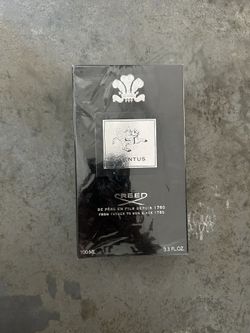 ENTUS
CREED
DE PÈRE EN FILS DEPUIS 1760
FROM FATHER TO SON SINCE 1760
100 ML
3.3 FL.OZ.